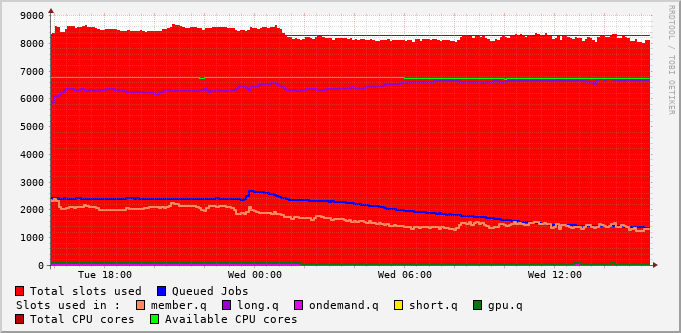 9000
8000
7000
6000
5000
4000
3000
2000
1000
0
Tue 18:00 Wed 00:00 Wed 06:00 Wed 12:00
RRDTOOL / TOBI OETIKER
Total slots used Queued Jobs
Slots used in : member.q long.q ondemand.q short.q gpu.q
Total CPU cores Available CPU cores